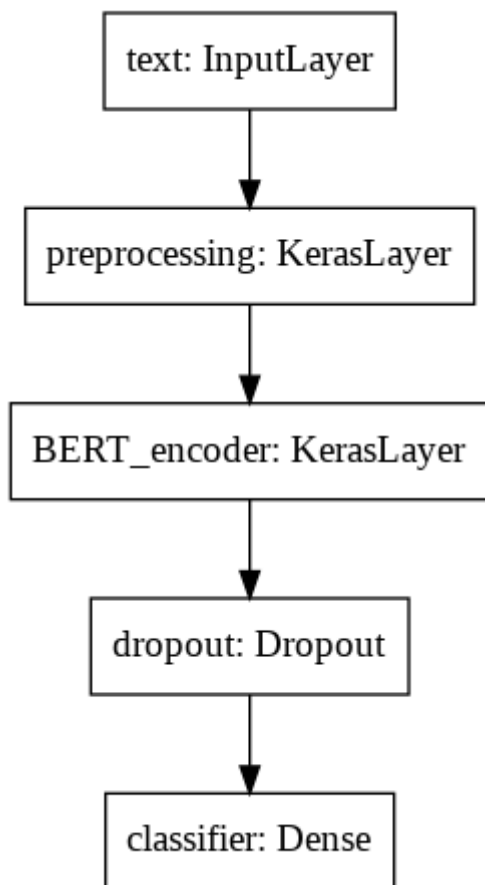 text: InputLayer
preprocessing: KerasLayer
BERT_encoder: KerasLayer
dropout: Dropout
classifier: Dense